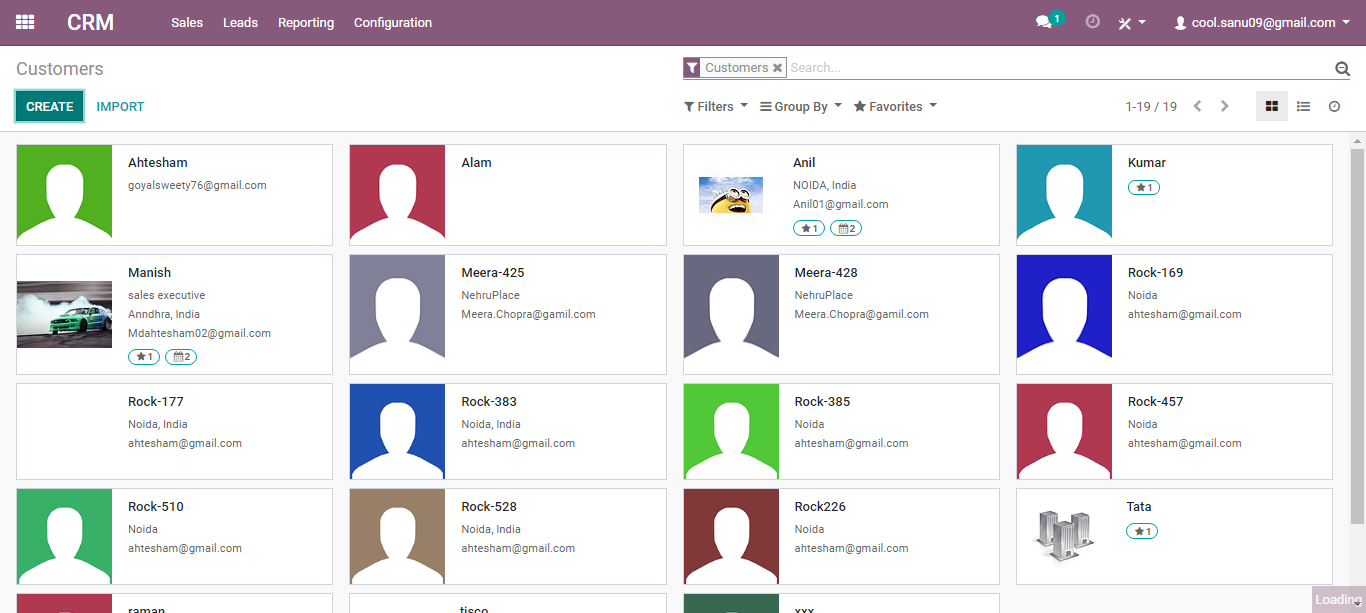 CRM Sales Leads Reporting Configuration 1 cool.sanu09@gmail.com
Customers
Customers Search...
CREATE IMPORT
Filters Group By Favorites 1-19 / 19
Ahtesham
goyalsweety76@gmail.com
Alam
Anil
NOIDA, India
Anil01@gmail.com
1 2
Kumar
1
Manish
sales executive
Anndhra, India
Mdahtesham02@gmail.com
1 2
Meera-425
NehruPlace
Meera.Chopra@gamil.com
Meera-428
NehruPlace
Meera.Chopra@gmail.com
Rock-169
Noida
ahtesham@gmail.com
Rock-177
Noida, India
ahtesham@gmail.com
Rock-383
Noida, India
ahtesham@gmail.com
Rock-385
Noida
ahtesham@gmail.com
Rock-457
Noida
ahtesham@gmail.com
Rock-510
Noida
ahtesham@gmail.com
Rock-528
Noida, India
ahtesham@gmail.com
Rock226
Noida
ahtesham@gmail.com
Tata
1
raman
tisco
xxx
Loading